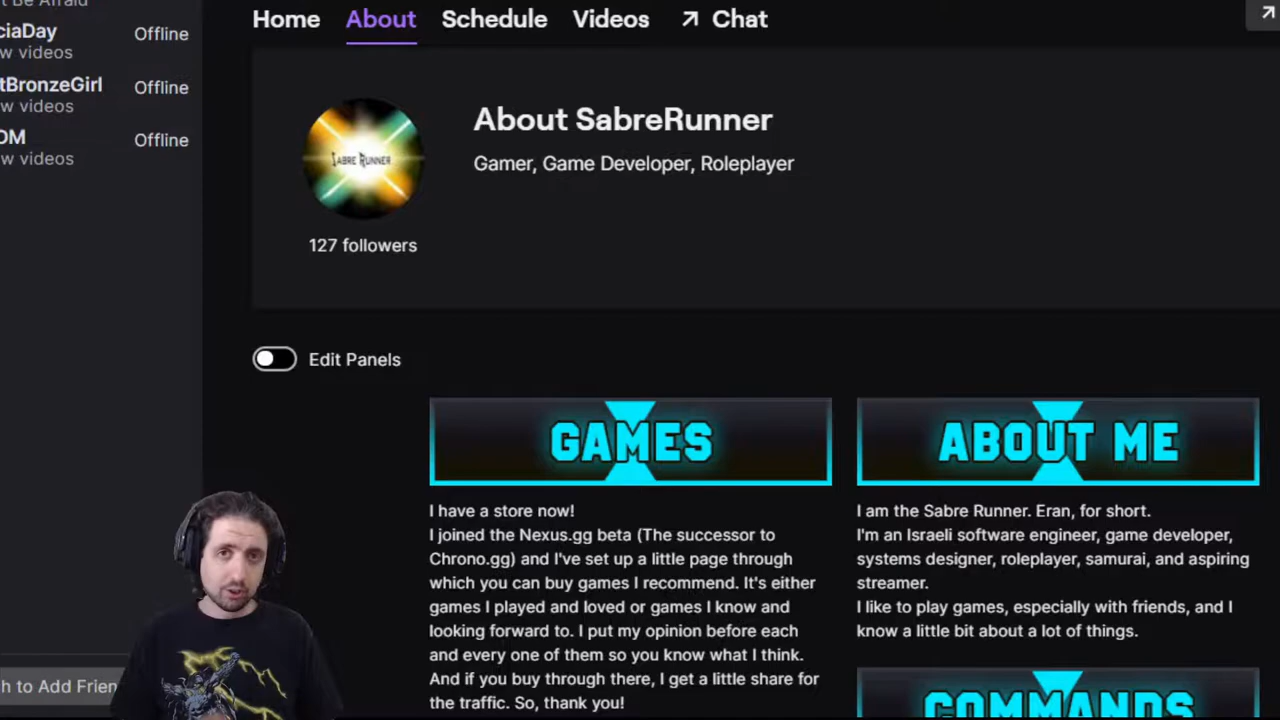 t Be Afraid
ciaDay
Offline
w videos
tBronzeGirl
Offline
w videos
OM
Offline
w videos
h to Add Frien
Home About Schedule Videos Chat
SABRE RUNNER
About SabreRunner
Gamer, Game Developer, Roleplayer
127 followers
Edit Panels
GAMES
I have a store now!
I joined the Nexus.gg beta (The successor to
Chrono.gg) and I've set up a little page through
which you can buy games I recommend. It's either
games I played and loved or games I know and
looking forward to. I put my opinion before each
and every one of them so you know what I think.
And if you buy through there, I get a little share for
the traffic. So, thank you!
ABOUT ME
I am the Sabre Runner. Eran, for short.
I'm an Israeli software engineer, game developer,
systems designer, roleplayer, samurai, and aspiring
streamer.
I like to play games, especially with friends, and I
know a little bit about a lot of things.
COMMANDS